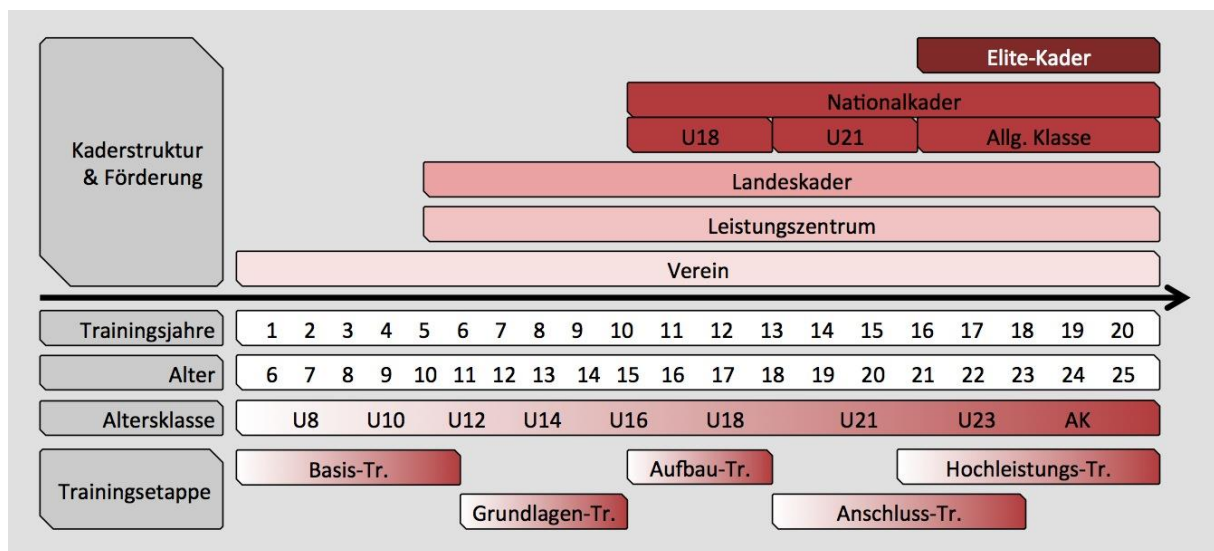 Elite-Kader
Nationalkader
Kaderstruktur
& Förderung
U18 U21 Allg. Klasse
Landeskader
Leistungszentrum
Verein
Trainingsjahre 1 2 3 4 5 6 7 8 9 10 11 12 13 14 15 16 17 18 19 20
Alter 6 7 8 9 10 11 12 13 14 15 16 17 18 19 20 21 22 23 24 25
Altersklasse U8 U10 U12 U14 U16 U18 U21 U23 AK
Trainingsetappe
Basis-Tr. Aufbau-Tr. Hochleistungs-Tr.
Grundlagen-Tr. Anschluss-Tr.